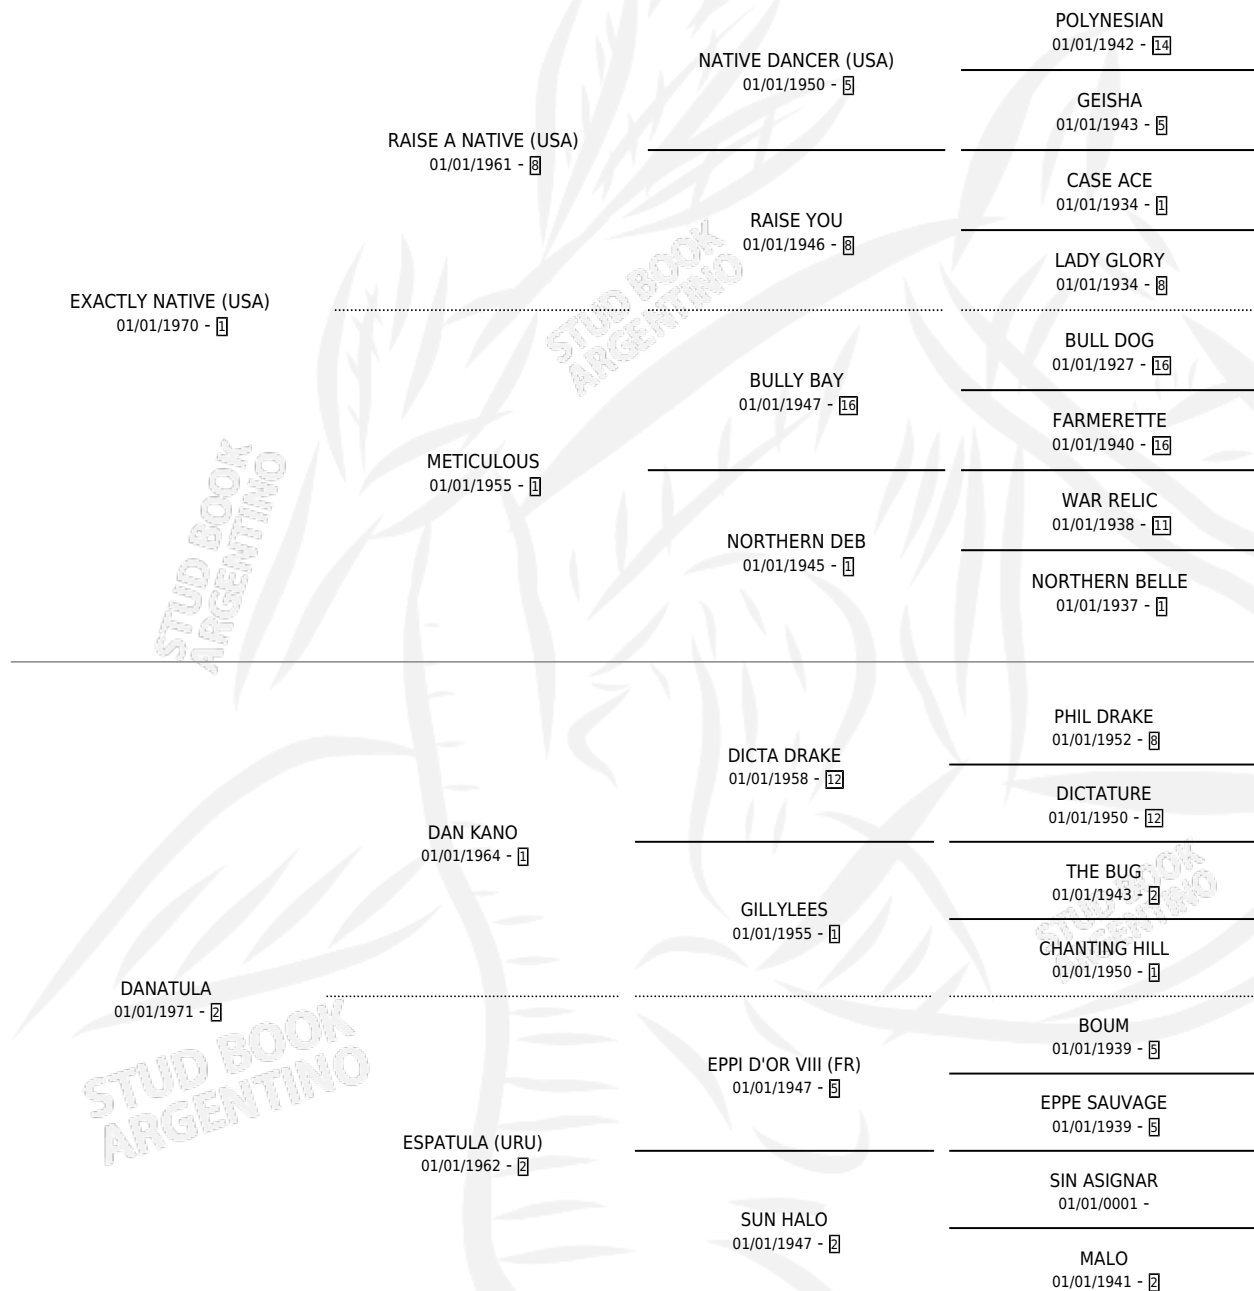 POLYNESIAN
01/01/1942 - 14
NATIVE DANCER (USA)
01/01/1950 - 5
GEISHA
01/01/1943 - 5
RAISE A NATIVE (USA)
01/01/1961 - 8
CASE ACE
01/01/1934 - 1
RAISE YOU
01/01/1946 - 8
LADY GLORY
01/01/1934 - 8
EXACTLY NATIVE (USA)
01/01/1970 - 1
BULL DOG
01/01/1927 - 16
BULLY BAY
01/01/1947 - 16
FARMERETTE
01/01/1940 - 16
METICULOUS
01/01/1955 - 1
WAR RELIC
01/01/1938 - 11
NORTHERN DEB
01/01/1945 - 1
NORTHERN BELLE
01/01/1937 - 1
PHIL DRAKE
01/01/1952 - 8
DICTA DRAKE
01/01/1958 - 12
DICTATURE
01/01/1950 - 12
DAN KANO
01/01/1964 - 1
THE BUG
01/01/1943 - 2
GILLYLEES
01/01/1955 - 1
CHANTING HILL
01/01/1950 - 1
DANATULA
01/01/1971 - 2
BOUM
01/01/1939 - 5
EPPI D'OR VIII (FR)
01/01/1947 - 5
EPPE SAUVAGE
01/01/1939 - 5
ESPATULA (URU)
01/01/1962 - 2
SIN ASIGNAR
01/01/0001 -
SUN HALO
01/01/1947 - 2
MALO
01/01/1941 - 2
STUD BOOK
ARGENTINO
STUD BOOK
ARGENTINO
STUD BOOK
ARGENTINO
STUD BOOK
ARGENTINO